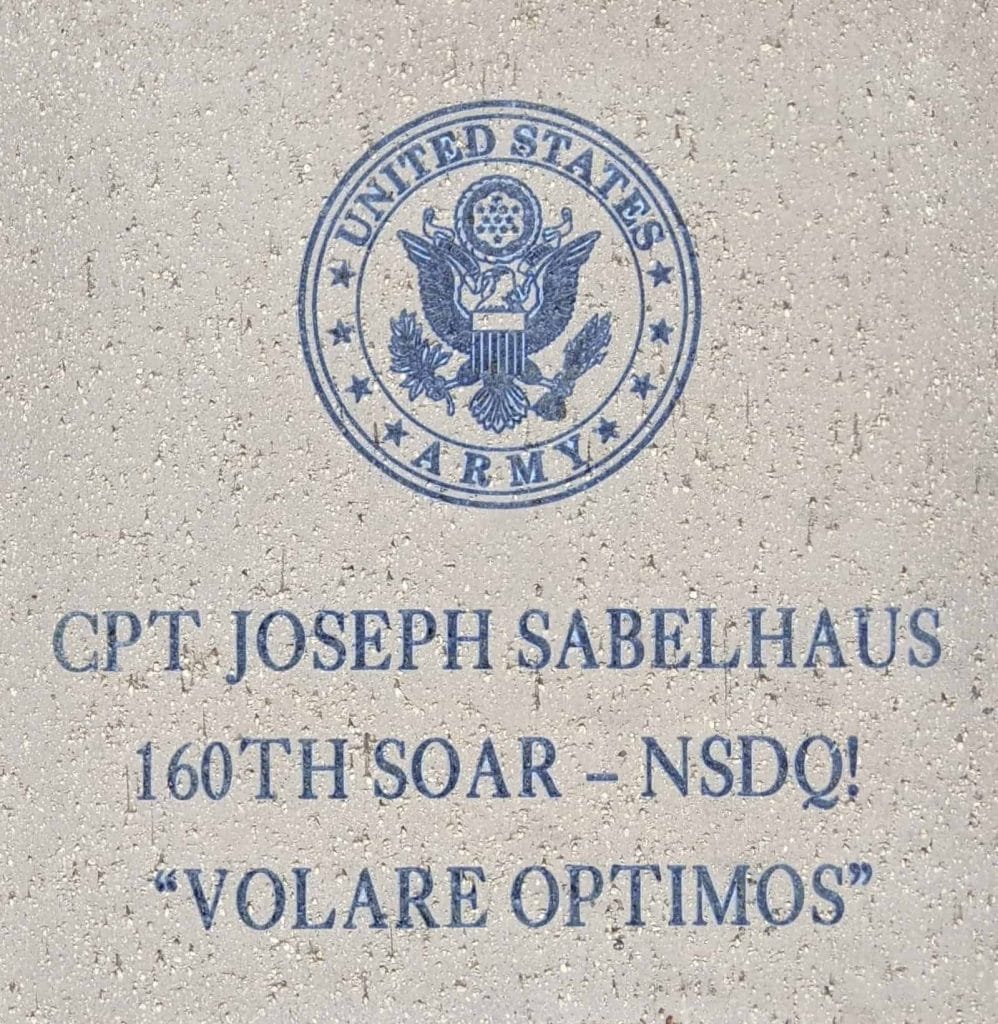 UNITED STATES
ARMY
CPT JOSEPH SABELHAUS
160TH SOAR – NSDQ!
“VOLARE OPTIMOS”